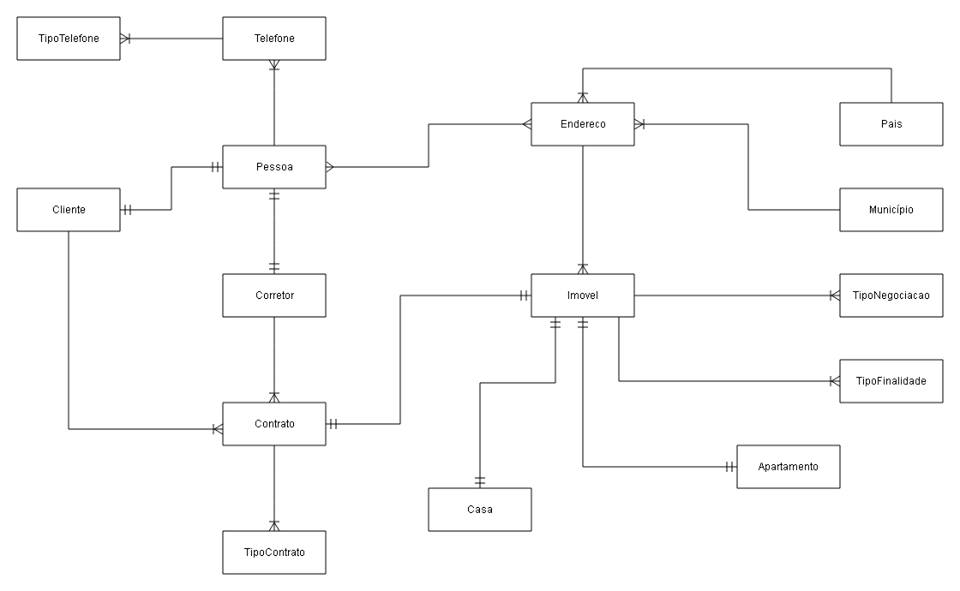 TipoTelefone
Telefone
Endereco
Pais
Pessoa
Cliente
Município
Corretor
Imovel
TipoNegociacao
TipoFinalidade
Contrato
Apartamento
Casa
TipoContrato